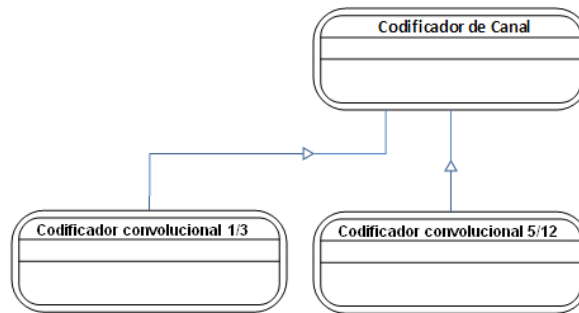 Codificador de Canal
Codificador convolucional 1/3
Codificador convolucional 5/12